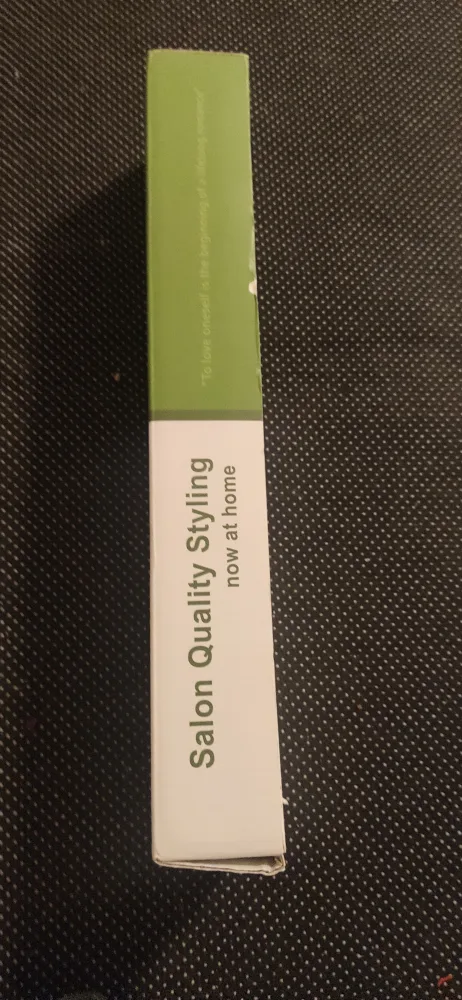 Salon Quality Styling
now at home
"To love oneself is the beginning of a lifelong romance"